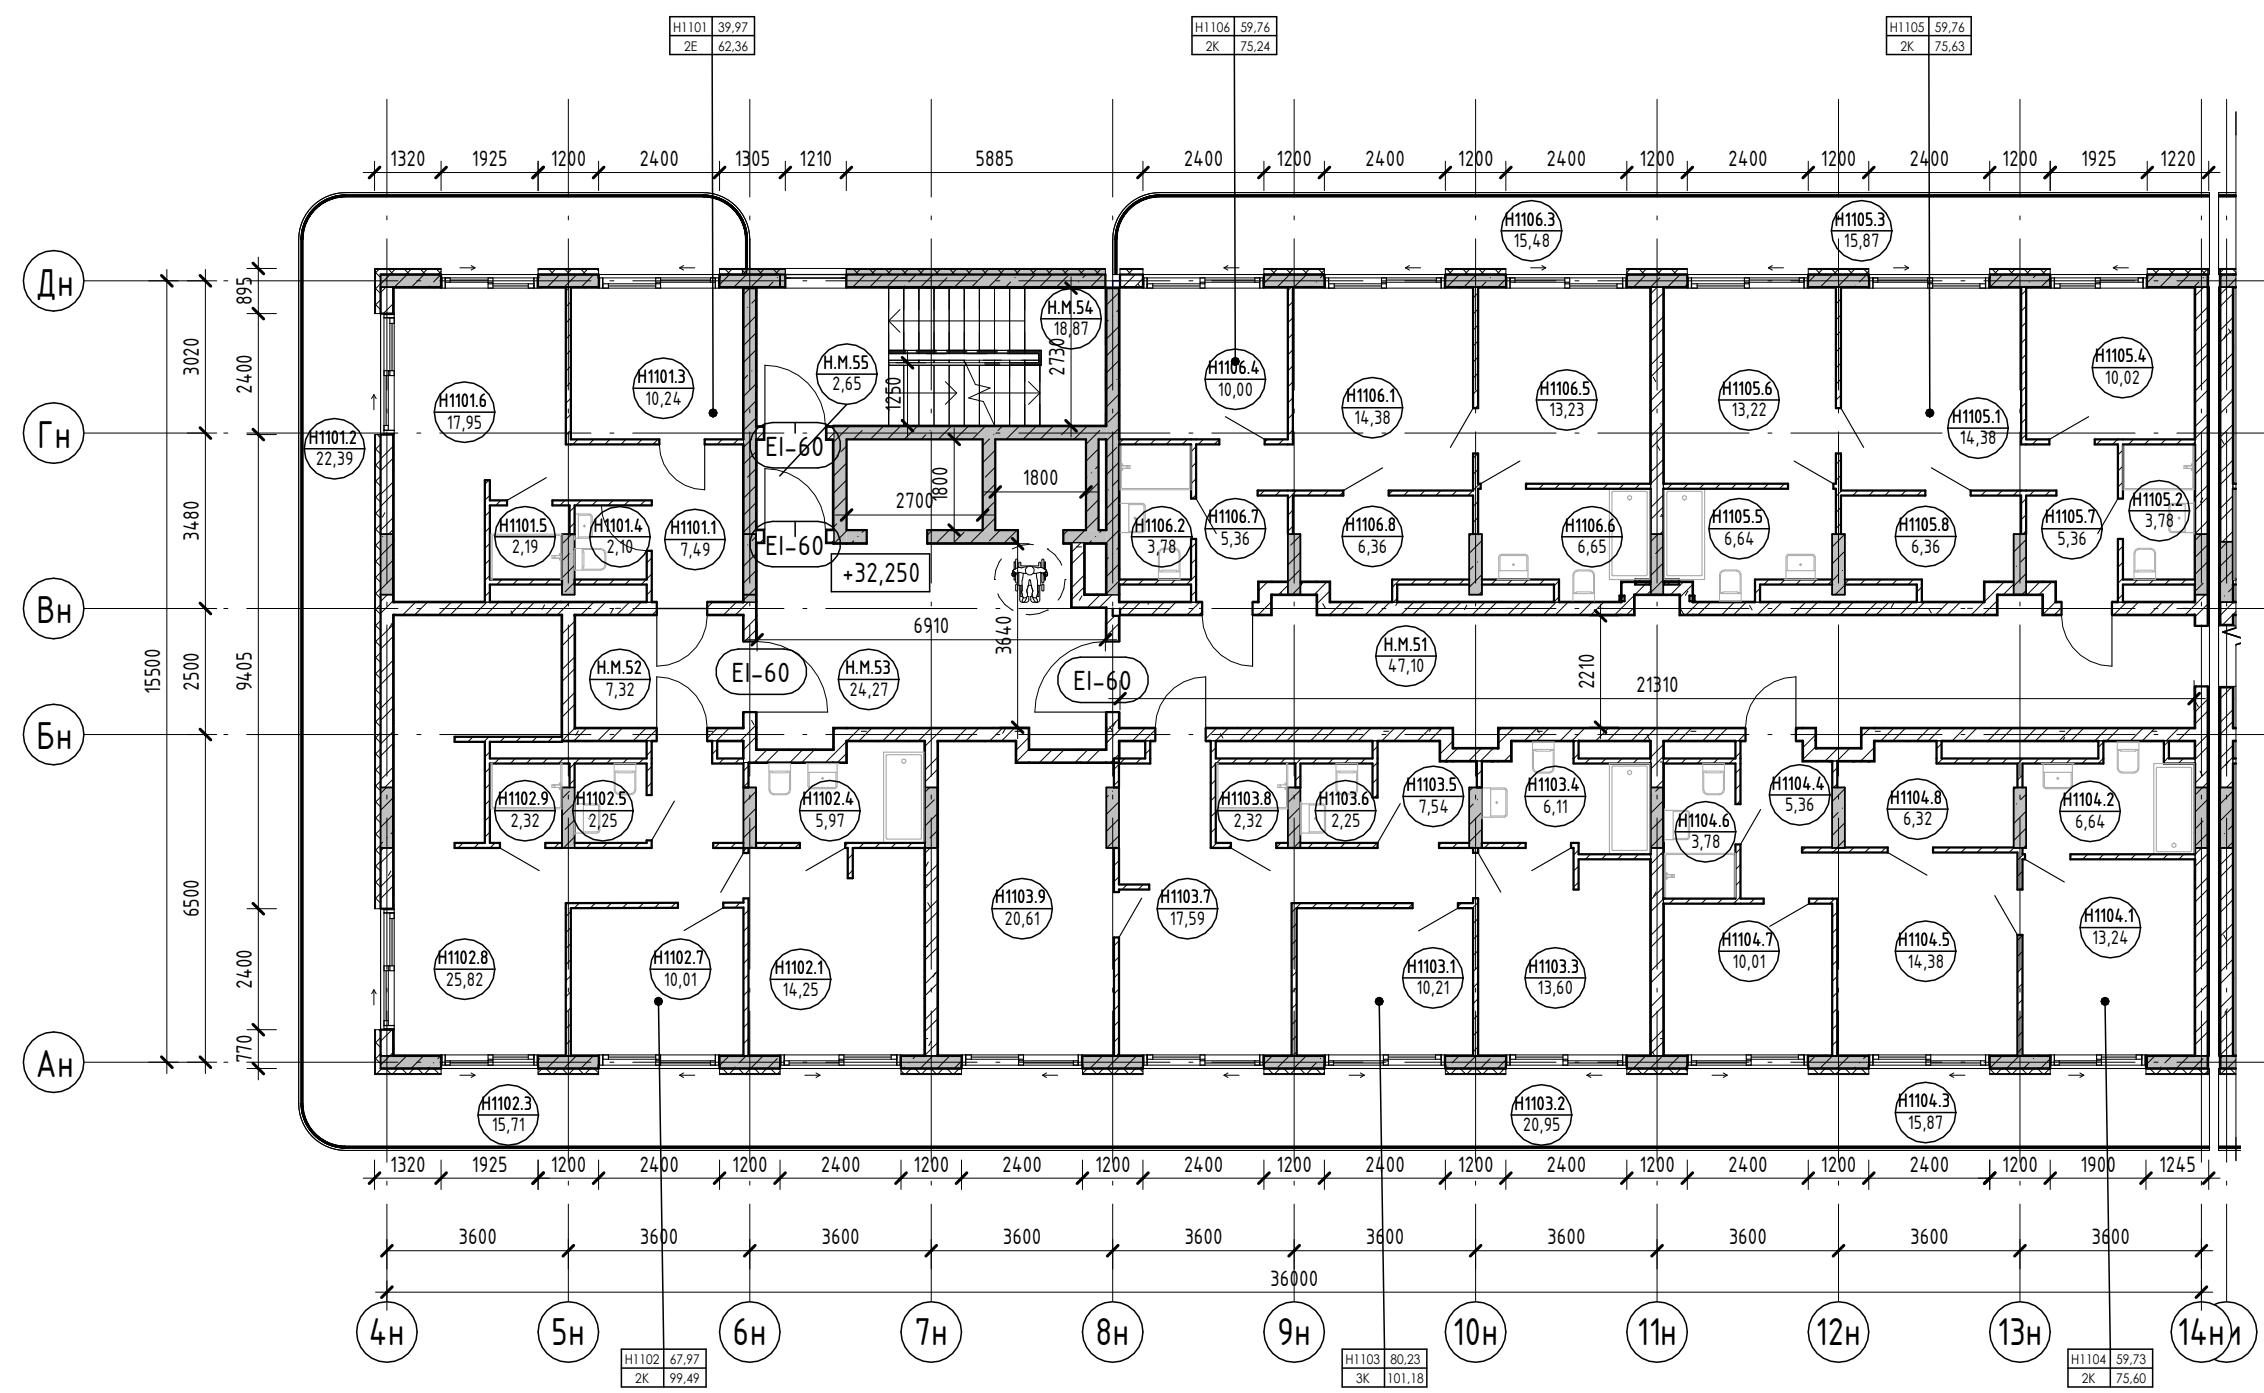 Н1101 39,97
2Е 62,36
Н1106 59,76
2К 75,24
Н1105 59,76
2К 75,63
1320 1925 1200 2400 1305 1210 5885 2400 1200 2400 1200 2400 1200 2400 1200 2400 1200 1925 1220
Н1106.3
15,48
Н1105.3
15,87
Дн
Гн
Вн
Бн
Ан
15500
3020
3480
2500
6500
895
2400
9405
2400
770
Н1101.2
22,39
Н1101.6
17,95
Н1101.3
10,24
Н1101.5
2,19
Н1101.4
2,10
Н1101.1
7,49
Н.М.55
2,65
Н.М.54
18,87
2730
1250
EI-60
EI-60
2700
1800
1800
+32,250
6910
3640
Н.М.52
7,32
EI-60
Н.М.53
24,27
EI-60
Н1106.4
10,00
Н1106.1
14,38
Н1106.5
13,23
Н1105.6
13,22
Н1105.1
14,38
Н1105.4
10,02
Н1106.2
3,78
Н1106.7
5,36
Н1106.8
6,36
Н1106.6
6,65
Н1105.5
6,64
Н1105.8
6,36
Н1105.7
5,36
Н1105.2
3,78
Н.М.51
47,10
2210
21310
Н1102.9
2,32
Н1102.5
2,25
Н1102.4
5,97
Н1103.8
2,32
Н1103.6
2,25
Н1103.5
7,54
Н1103.4
6,11
Н1104.6
3,78
Н1104.4
5,36
Н1104.8
6,32
Н1104.2
6,64
Н1102.8
25,82
Н1102.7
10,01
Н1102.1
14,25
Н1103.9
20,61
Н1103.7
17,59
Н1103.1
10,21
Н1103.3
13,60
Н1104.7
10,01
Н1104.5
14,38
Н1104.1
13,24
Н1102.3
15,71
Н1103.2
20,95
Н1104.3
15,87
1320 1925 1200 2400 1200 2400 1200 2400 1200 2400 1200 2400 1200 2400 1200 2400 1200 2400 1200 1900 1245
3600 3600 3600 3600 3600 3600 3600 3600 3600 3600
36000
4н 5н 6н 7н 8н 9н 10н 11н 12н 13н 14н
Н1102 67,97
2К 99,49
Н1103 80,23
3К 101,18
Н1104 59,73
2К 75,60